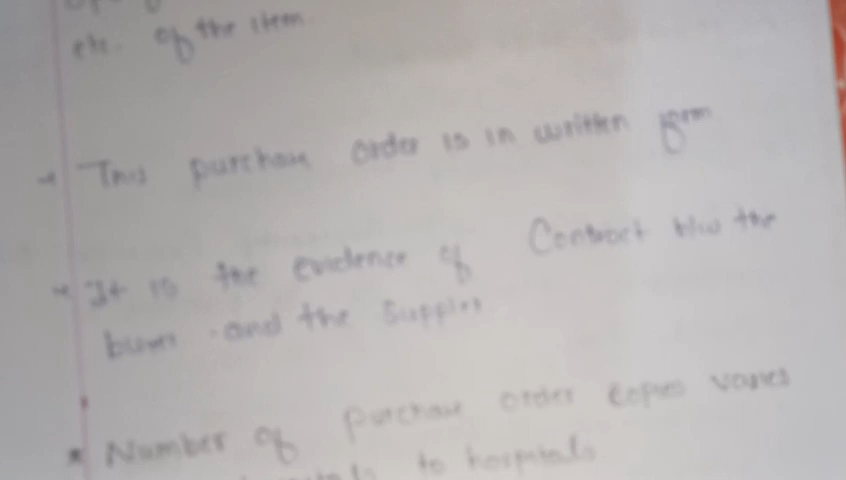 etc. of the item
This purchase order is in written form
It is the evidence of Contract b/w the
buyer and the Supplier
Number of purchase order copies varies
to hospitals